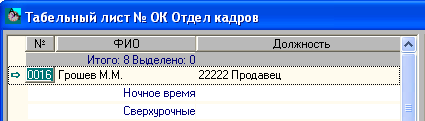 Табельный лист № ОК Отдел кадров
№ ФИО Должность
Итого: 8 Выделено: 0
0016 Грошев М.М. 22222 Продавец
Ночное время
Сверхурочные